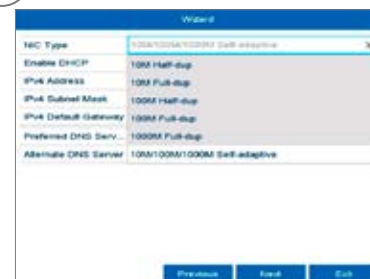 Wizard
NIC Type 10M/100M/1000M Self-adaptive
Enable DHCP 10M Half-dup
IPv4 Address 10M Full-dup
IPv4 Subnet Mask 100M Half-dup
IPv4 Default Gateway 100M Full-dup
Preferred DNS Serv... 1000M Full-dup
Alternate DNS Server 10M/100M/1000M Self-adaptive
Previous Next Exit